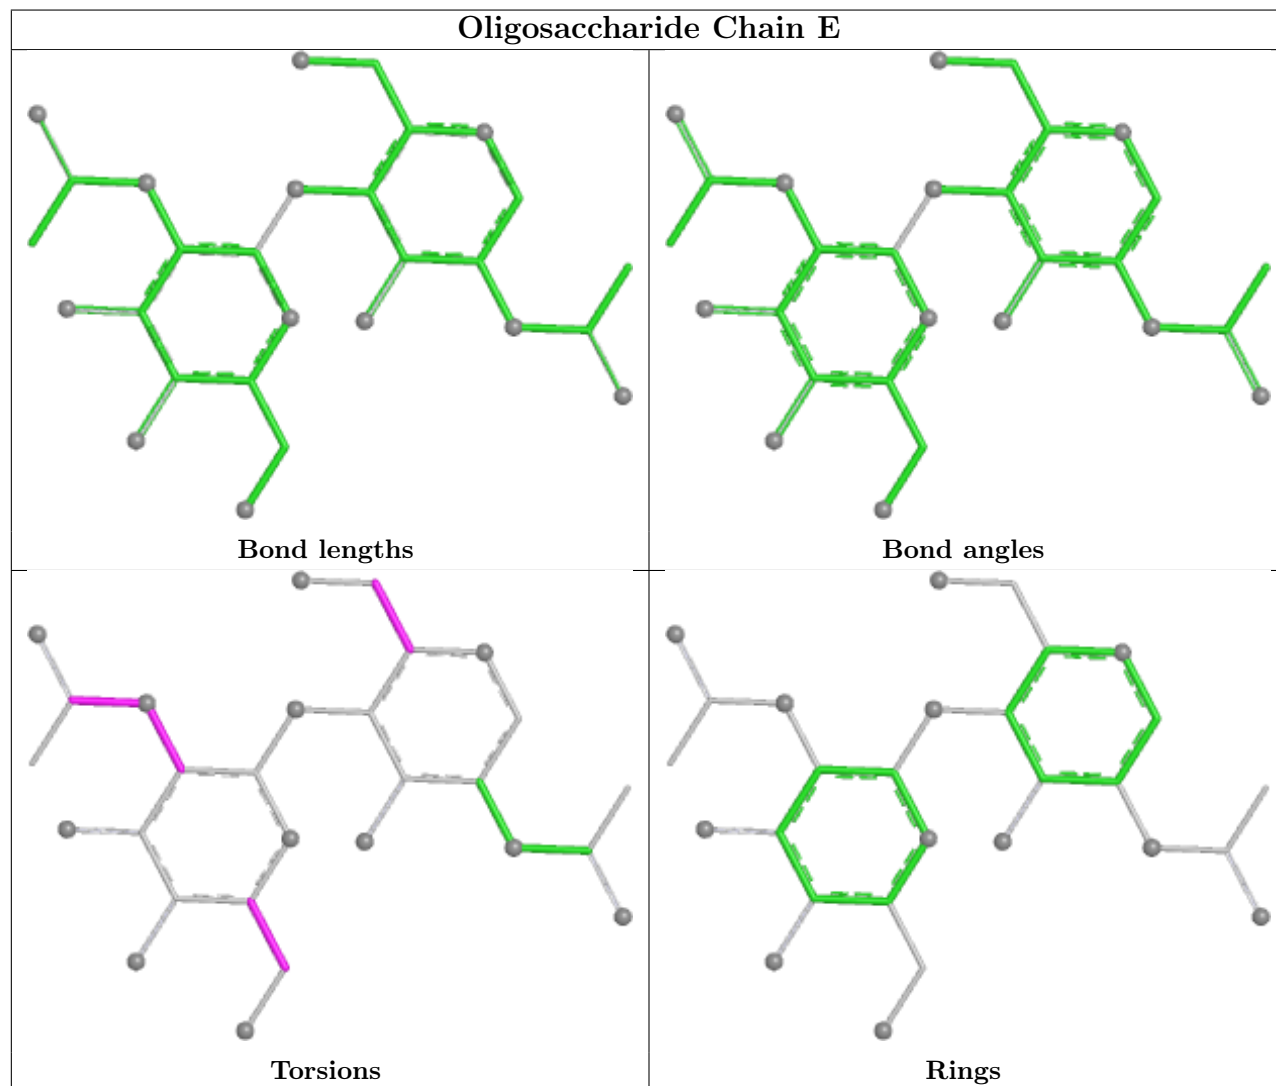 Oligosaccharide Chain E
Bond lengths
Bond angles
Torsions
Rings